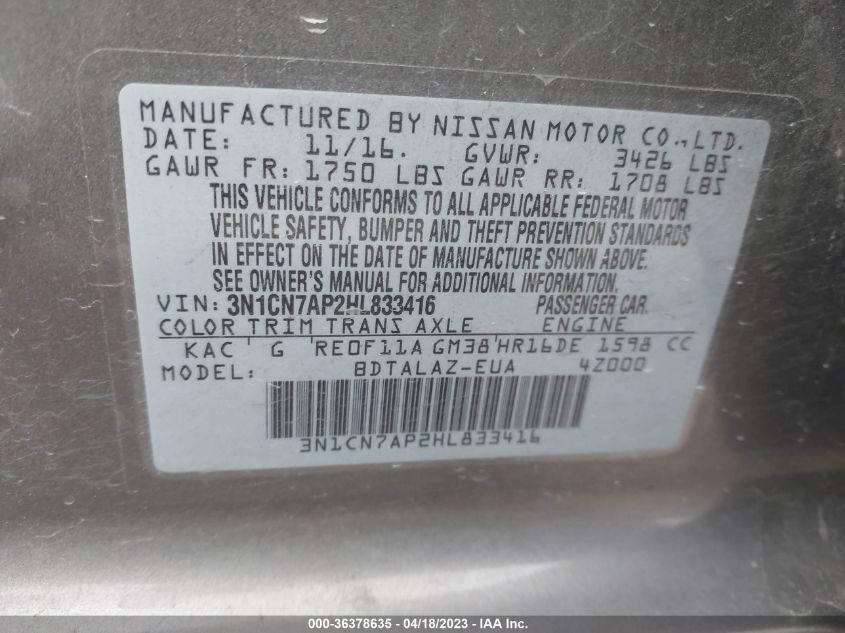 MANUFACTURED BY NISSAN MOTOR CO., LTD.
DATE: 11/16. GVWR: 3426 LBS
GAWR FR: 1750 LBS GAWR RR: 1708 LBS
THIS VEHICLE CONFORMS TO ALL APPLICABLE FEDERAL MOTOR
VEHICLE SAFETY, BUMPER AND THEFT PREVENTION STANDARDS
IN EFFECT ON THE DATE OF MANUFACTURE SHOWN ABOVE.
SEE OWNER'S MANUAL FOR ADDITIONAL INFORMATION.
VIN: 3N1CN7AP2HL833416 PASSENGER CAR.
COLOR TRIM TRANS AXLE ENGINE
KAC G RE0F11A GM38 HR16DE 1598 CC
MODEL: BDTALAZ-EUA 4Z000
3N1CN7AP2HL833416
000-36378635 - 04/18/2023 - IAA Inc.